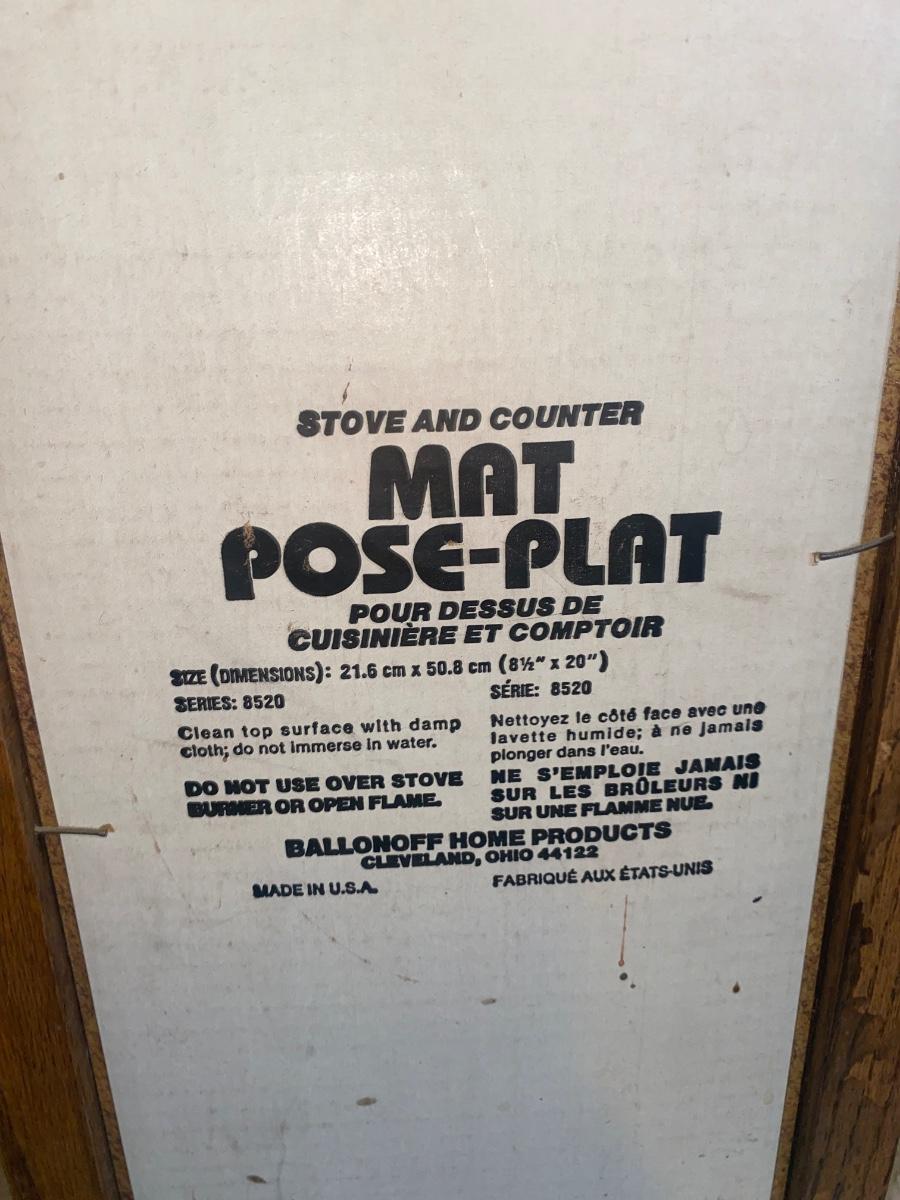 STOVE AND COUNTER
MAT
POSE-PLAT
POUR DESSUS DE
CUISINIÈRE ET COMPTOIR
SIZE (DIMENSIONS): 21.6 cm x 50.8 cm (8½" x 20")
SERIES: 8520
Clean top surface with damp
cloth; do not immerse in water.
DO NOT USE OVER STOVE
BURNER OR OPEN FLAME.
SÉRIE: 8520
Nettoyez le côté face avec une
lavette humide; à ne jamais
plonger dans l'eau.
NE S'EMPLOIE JAMAIS
SUR LES BRÛLEURS NI
SUR UNE FLAMME NUE.
BALLONOFF HOME PRODUCTS
CLEVELAND, OHIO 44122
MADE IN U.S.A.
FABRIQUÉ AUX ÉTATS-UNIS